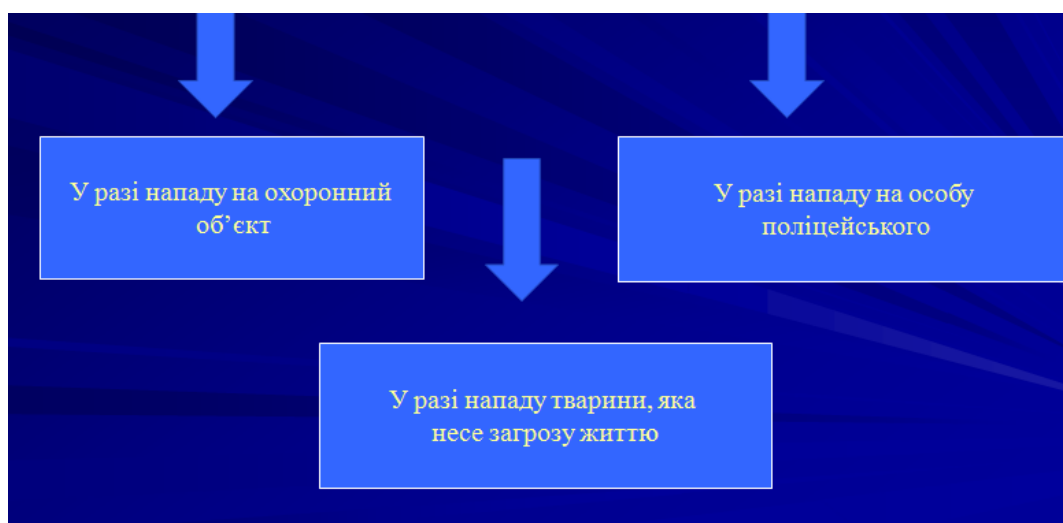 У разі нападу на охоронний
об’єкт
У разі нападу на особу
поліцейського
У разі нападу тварини, яка
несе загрозу життю